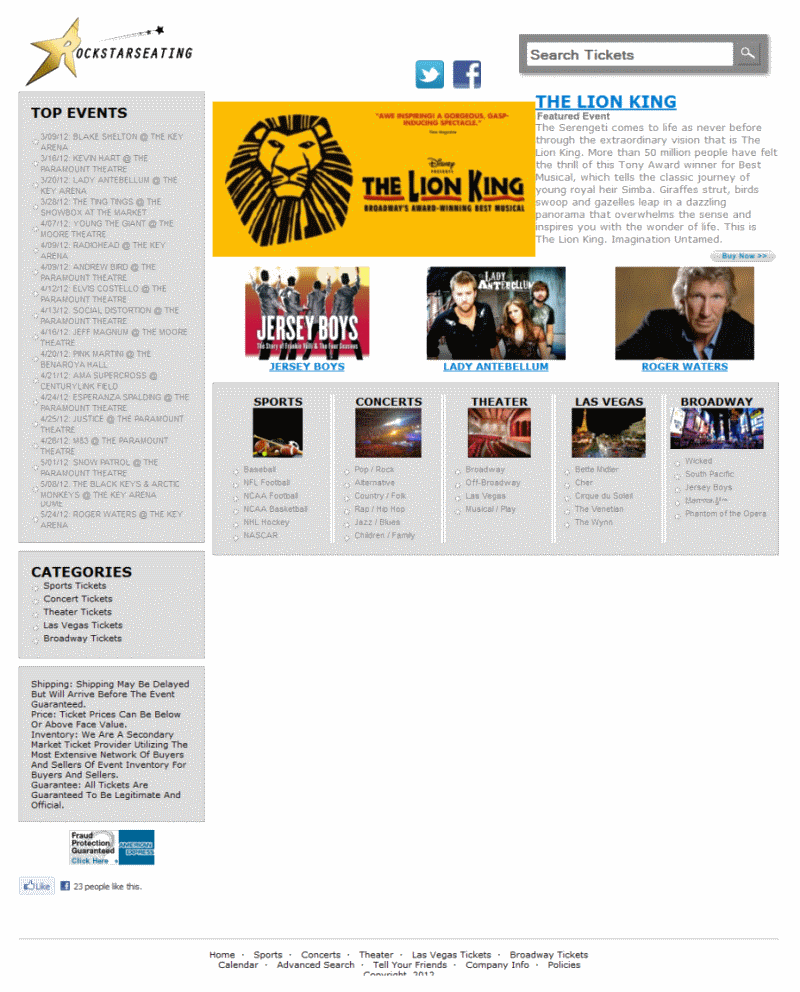 ROCKSTARSEATING
Search Tickets
TOP EVENTS
3/09/12: BLAKE SHELTON @ THE KEY
ARENA
3/16/12: KEVIN HART @ THE
PARAMOUNT THEATRE
3/20/12: LADY ANTEBELLUM @ THE
KEY ARENA
3/28/12: THE TING TINGS @ THE
SHOWBOX AT THE MARKET
4/07/12: YOUNG THE GIANT @ THE
MOORE THEATRE
4/09/12: RADIOHEAD @ THE KEY
ARENA
4/09/12: ANDREW BIRD @ THE
PARAMOUNT THEATRE
4/12/12: ELVIS COSTELLO @ THE
PARAMOUNT THEATRE
4/13/12: SOCIAL DISTORTION @ THE
PARAMOUNT THEATRE
4/16/12: JEFF MAGNUM @ THE MOORE
THEATRE
4/20/12: PINK MARTINI @ THE
BENAROYA HALL
4/21/12: AMA SUPERCROSS @
CENTURYLINK FIELD
4/24/12: ESPERANZA SPALDING @ THE
PARAMOUNT THEATRE
4/25/12: JUSTICE @ THE PARAMOUNT
THEATRE
4/28/12: M83 @ THE PARAMOUNT
THEATRE
5/01/12: SNOW PATROL @ THE
PARAMOUNT THEATRE
5/08/12: THE BLACK KEYS & ARCTIC
MONKEYS @ THE KEY ARENA
DOME
5/24/12: ROGER WATERS @ THE KEY
ARENA
CATEGORIES
Sports Tickets
Concert Tickets
Theater Tickets
Las Vegas Tickets
Broadway Tickets
Shipping: Shipping May Be Delayed
But Will Arrive Before The Event
Guaranteed.
Price: Ticket Prices Can Be Below
Or Above Face Value.
Inventory: We Are A Secondary
Market Ticket Provider Utilizing The
Most Extensive Network Of Buyers
And Sellers Of Event Inventory For
Buyers And Sellers.
Guarantee: All Tickets Are
Guaranteed To Be Legitimate And
Official.
Fraud
Protection
Guaranteed
Click Here »
AMERICAN
EXPRESS
Like
23 people like this.
"AWE INSPIRING! A GORGEOUS, GASP-
INDUCING SPECTACLE."
Disney
PRESENTS
THE LION KING
BROADWAY'S AWARD-WINNING BEST MUSICAL
THE LION KING
Featured Event
The Serengeti comes to life as never before
through the extraordinary vision that is The
Lion King. More than 50 million people have felt
the thrill of this Tony Award winner for Best
Musical, which tells the classic journey of
young royal heir Simba. Giraffes strut, birds
swoop and gazelles leap in a dazzling
panorama that overwhelms the sense and
inspires you with the wonder of life. This is
The Lion King. Imagination Untamed.
Buy Now >>
JERSEY BOYS
The Story of Frankie Valli & The Four Seasons
JERSEY BOYS
LADY
ANTEBELLUM
LADY ANTEBELLUM
ROGER WATERS
SPORTS
Baseball
NFL Football
NCAA Football
NCAA Basketball
NHL Hockey
NASCAR
CONCERTS
Pop / Rock
Alternative
Country / Folk
Rap / Hip Hop
Jazz / Blues
Children / Family
THEATER
Broadway
Off-Broadway
Las Vegas
Musical / Play
LAS VEGAS
Bette Midler
Cher
Cirque du Soleil
The Venetian
The Wynn
BROADWAY
Wicked
South Pacific
Jersey Boys
Phantom of the Opera
Home · Sports · Concerts · Theater · Las Vegas Tickets · Broadway Tickets
Calendar · Advanced Search · Tell Your Friends · Company Info · Policies
Copyright 2012